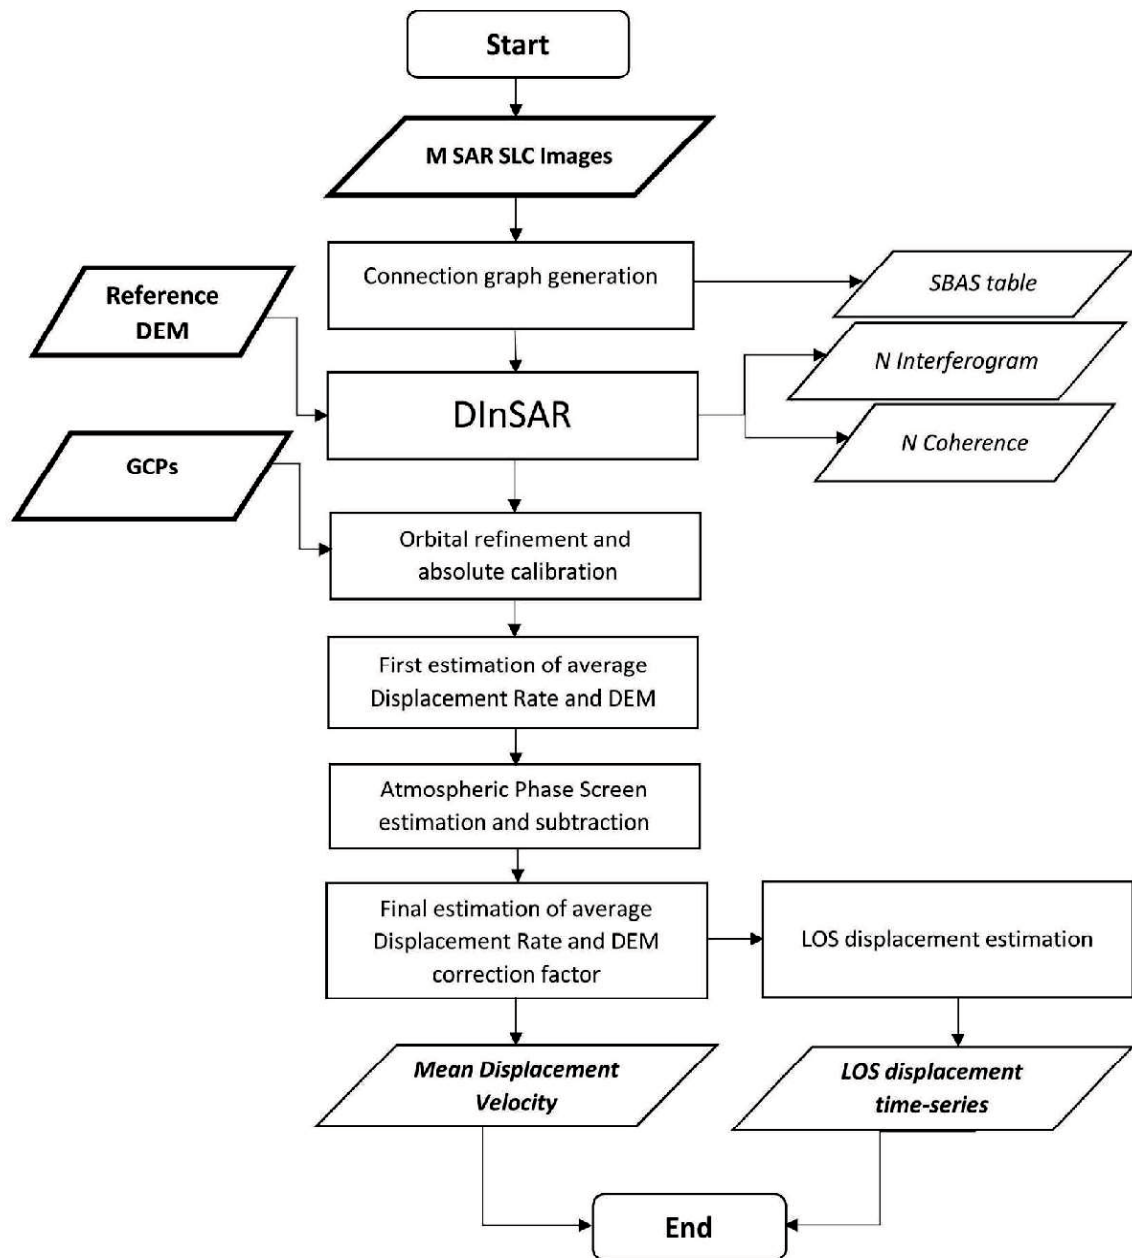 Start
M SAR SLC Images
Connection graph generation
SBAS table
Reference
DEM
N Interferogram
DInSAR
N Coherence
GCPs
Orbital refinement and
absolute calibration
First estimation of average
Displacement Rate and DEM
Atmospheric Phase Screen
estimation and subtraction
Final estimation of average
Displacement Rate and DEM
correction factor
LOS displacement estimation
Mean Displacement
Velocity
LOS displacement
time-series
End